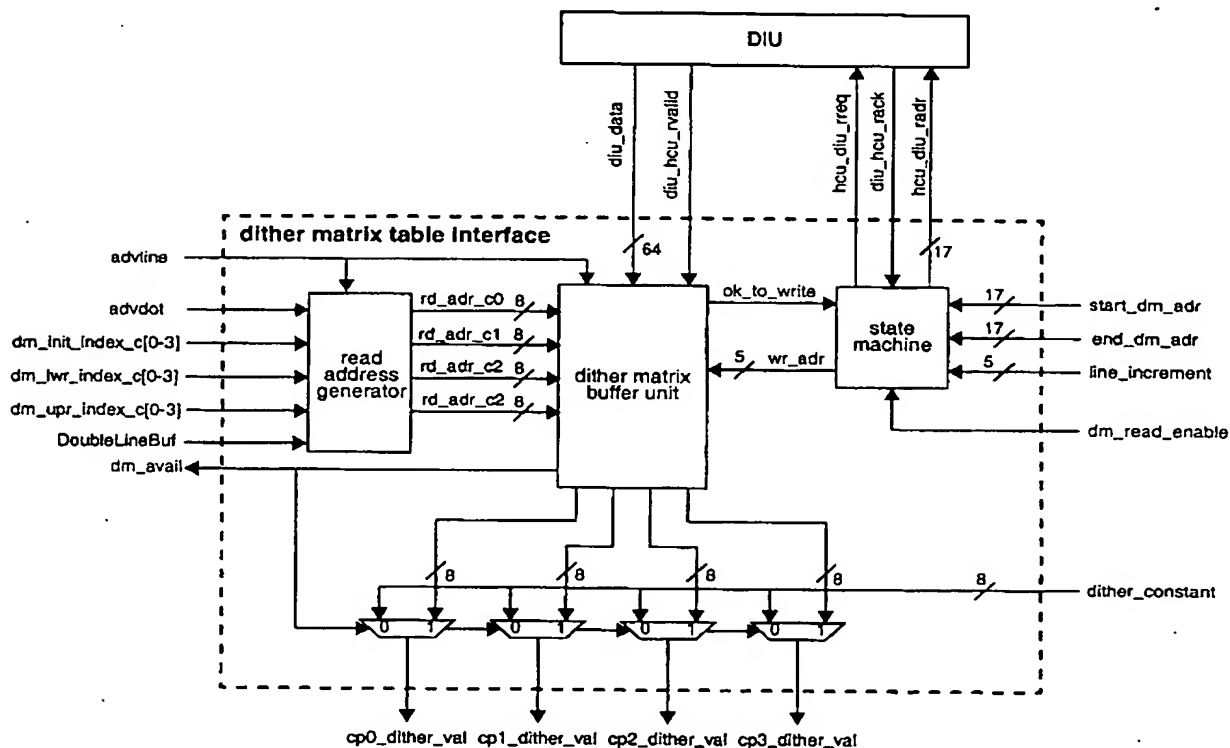 DIU
diu_data
diu_hcu_rvalid
hcu_diu_rreq
diu_hcu_rack
hcu_diu_radr
dither matrix table interface
64
17
advline
advdot
dm_init_index_c[0-3]
dm_lwr_index_c[0-3]
dm_upr_index_c[0-3]
DoubleLineBuf
dm_avail
read
address
generator
rd_adr_c0 8
rd_adr_c1 8
rd_adr_c2 8
rd_adr_c2 8
dither matrix
buffer unit
ok_to_write
5 wr_adr
state
machine
17 start_dm_adr
17 end_dm_adr
5 line_increment
dm_read_enable
8 8 8 8
8 dither_constant
0 1 0 1 0 1 0 1
cp0_dither_val cp1_dither_val cp2_dither_val cp3_dither_val